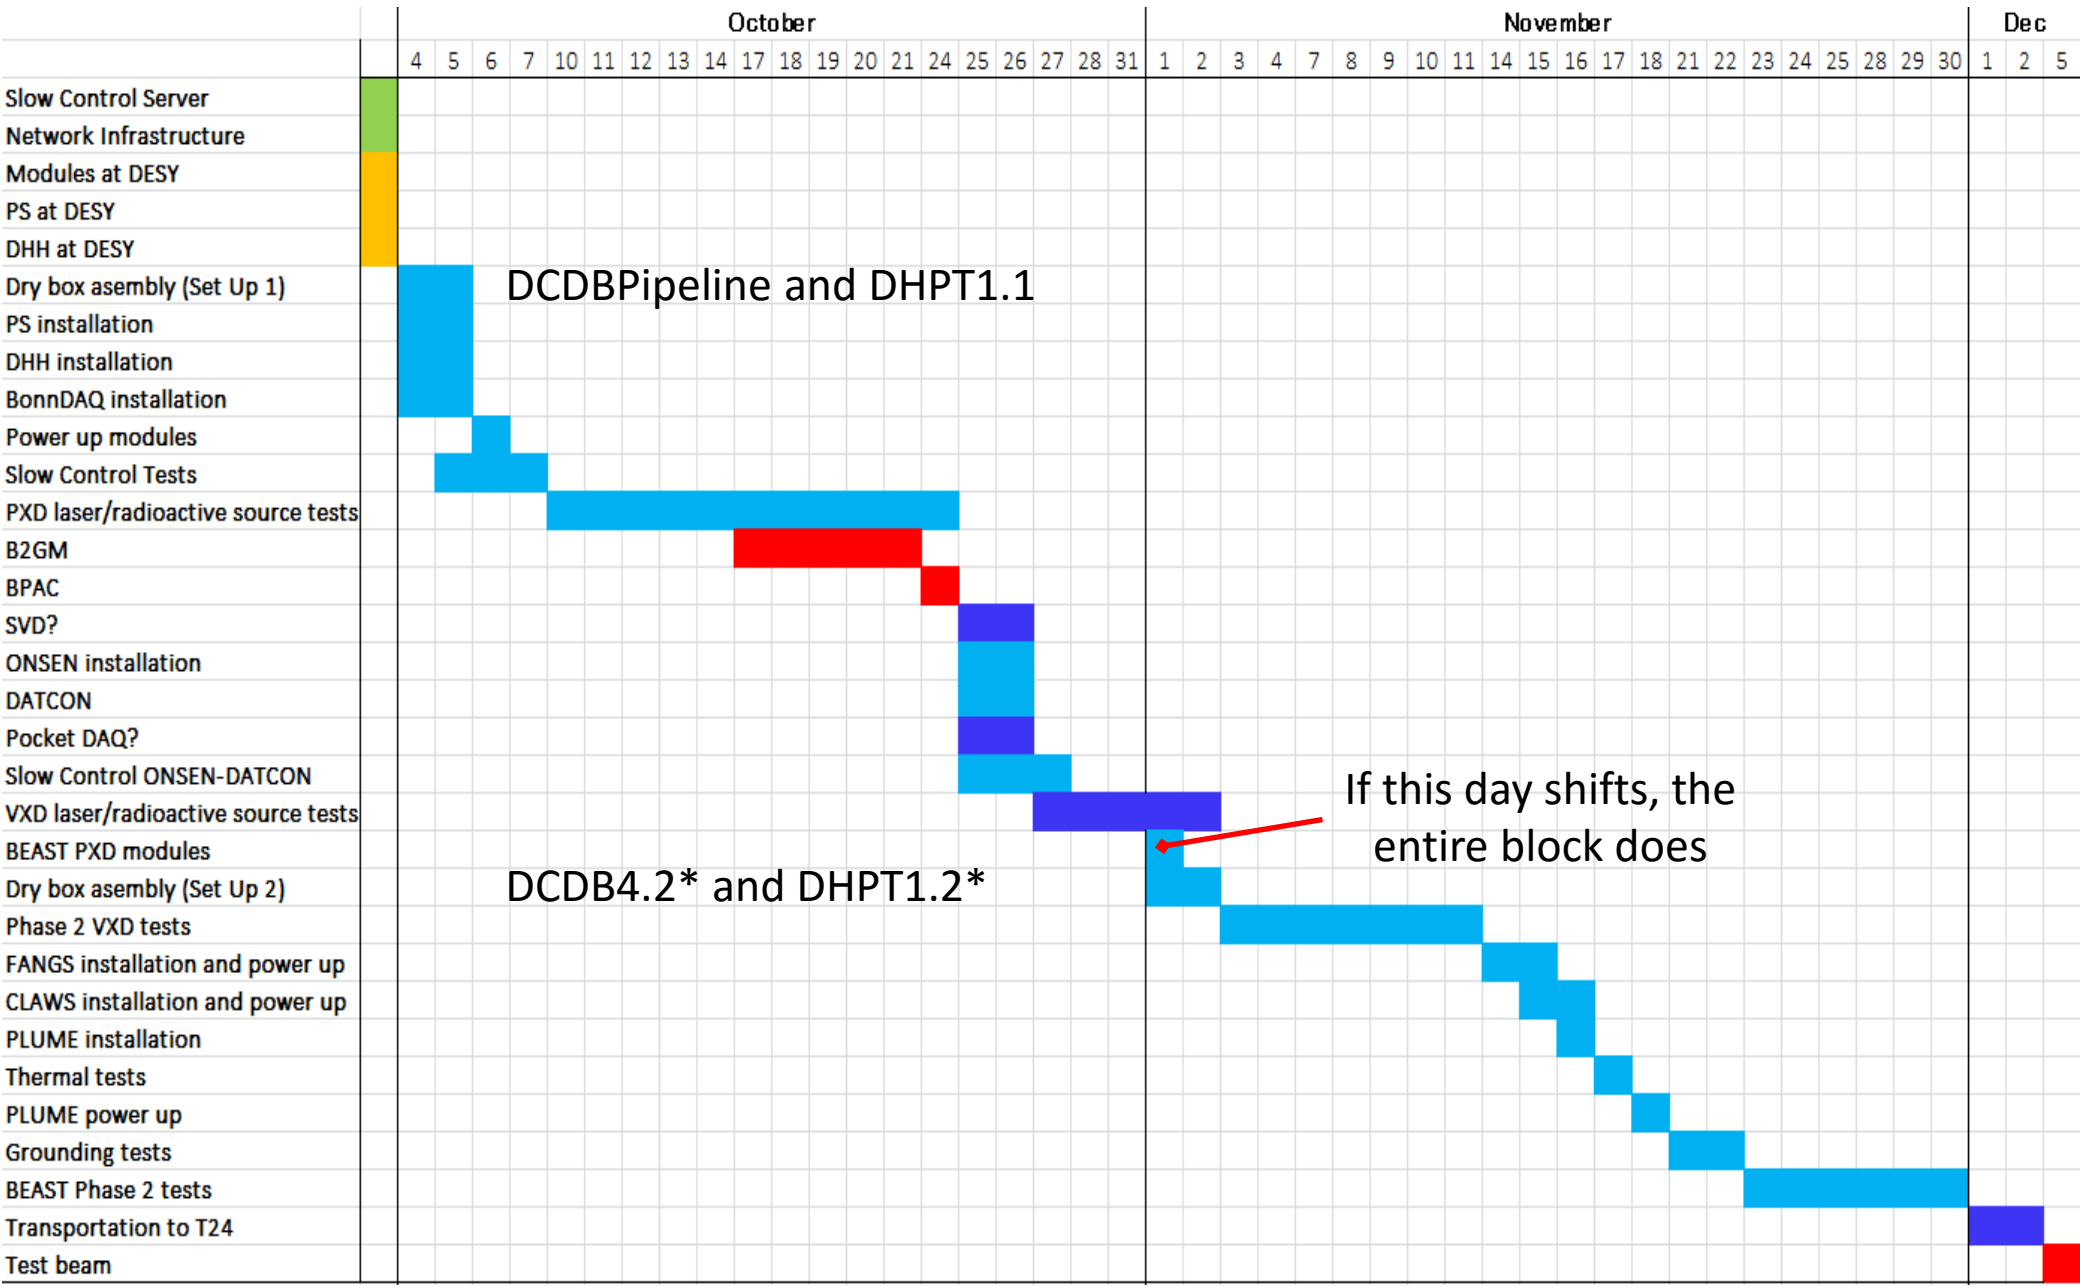 October November Dec
4 5 6 7 10 11 12 13 14 17 18 19 20 21 24 25 26 27 28 31 1 2 3 4 7 8 9 10 11 14 15 16 17 18 21 22 23 24 25 28 29 30 1 2 5
Slow Control Server
Network Infrastructure
Modules at DESY
PS at DESY
DHH at DESY
Dry box asembly (Set Up 1)
DCDBPipeline and DHPT1.1
PS installation
DHH installation
BonnDAQ installation
Power up modules
Slow Control Tests
PXD laser/radioactive source tests
B2GM
BPAC
SVD?
ONSEN installation
DATCON
Pocket DAQ?
Slow Control ONSEN-DATCON
VXD laser/radioactive source tests
If this day shifts, the
entire block does
BEAST PXD modules
Dry box asembly (Set Up 2)
DCDB4.2* and DHPT1.2*
Phase 2 VXD tests
FANGS installation and power up
CLAWS installation and power up
PLUME installation
Thermal tests
PLUME power up
Grounding tests
BEAST Phase 2 tests
Transportation to T24
Test beam